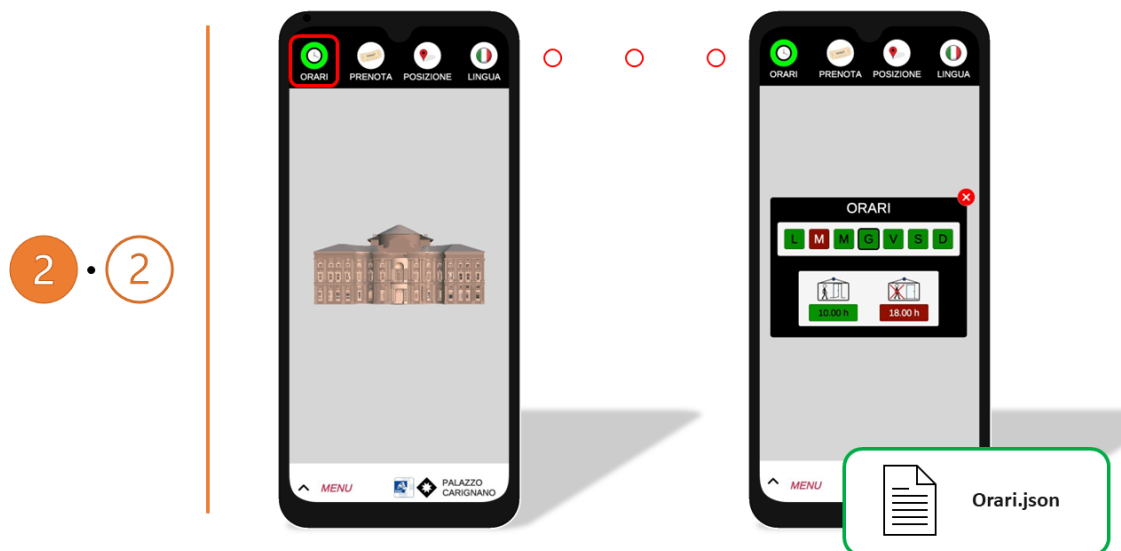 2 · 2
ORARI PRENOTA POSIZIONE LINGUA
MENU
PALAZZO
CARIGNANO
ORARI PRENOTA POSIZIONE LINGUA
ORARI
L M M G V S D
10.00 h 18.00 h
MENU
Orari.json